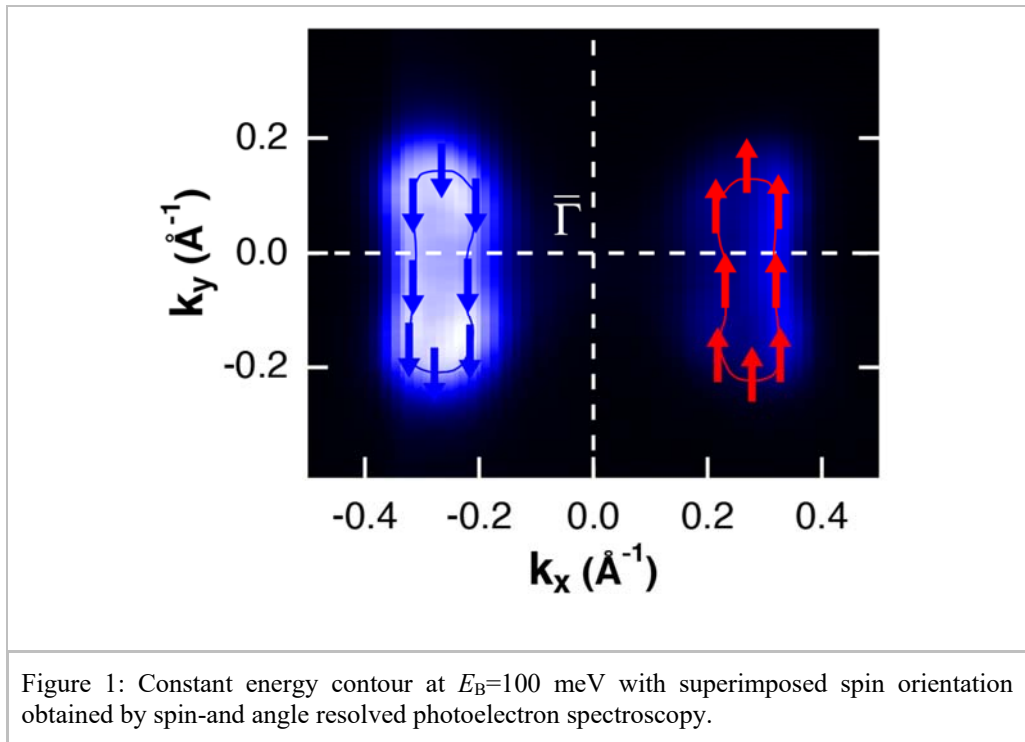 0.2
0.0
-0.2
k_y (Å^-1)
Γ̿
-0.4 -0.2 0.0 0.2 0.4
k_x (Å^-1)
Figure 1: Constant energy contour at E_B=100 meV with superimposed spin orientation
obtained by spin-and angle resolved photoelectron spectroscopy.